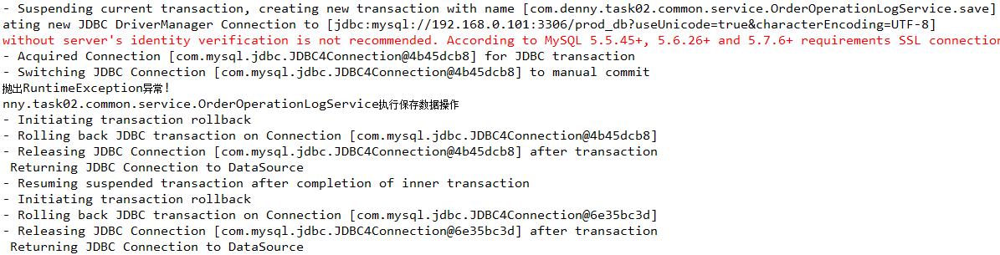 - Suspending current transaction, creating new transaction with name [com.denny.task02.common.service.OrderOperationLogService.save]
ating new JDBC DriverManager Connection to [jdbc:mysql://192.168.0.101:3306/prod_db?useUnicode=true&characterEncoding=UTF-8]
without server's identity verification is not recommended. According to MySQL 5.5.45+, 5.6.26+ and 5.7.6+ requirements SSL connection
- Acquired Connection [com.mysql.jdbc.JDBC4Connection@4b45dcb8] for JDBC transaction
- Switching JDBC Connection [com.mysql.jdbc.JDBC4Connection@4b45dcb8] to manual commit
抛出RuntimeException异常!
nny.task02.common.service.OrderOperationLogService执行保存数据操作
- Initiating transaction rollback
- Rolling back JDBC transaction on Connection [com.mysql.jdbc.JDBC4Connection@4b45dcb8]
- Releasing JDBC Connection [com.mysql.jdbc.JDBC4Connection@4b45dcb8] after transaction
Returning JDBC Connection to DataSource
- Resuming suspended transaction after completion of inner transaction
- Initiating transaction rollback
- Rolling back JDBC transaction on Connection [com.mysql.jdbc.JDBC4Connection@6e35bc3d]
- Releasing JDBC Connection [com.mysql.jdbc.JDBC4Connection@6e35bc3d] after transaction
Returning JDBC Connection to DataSource